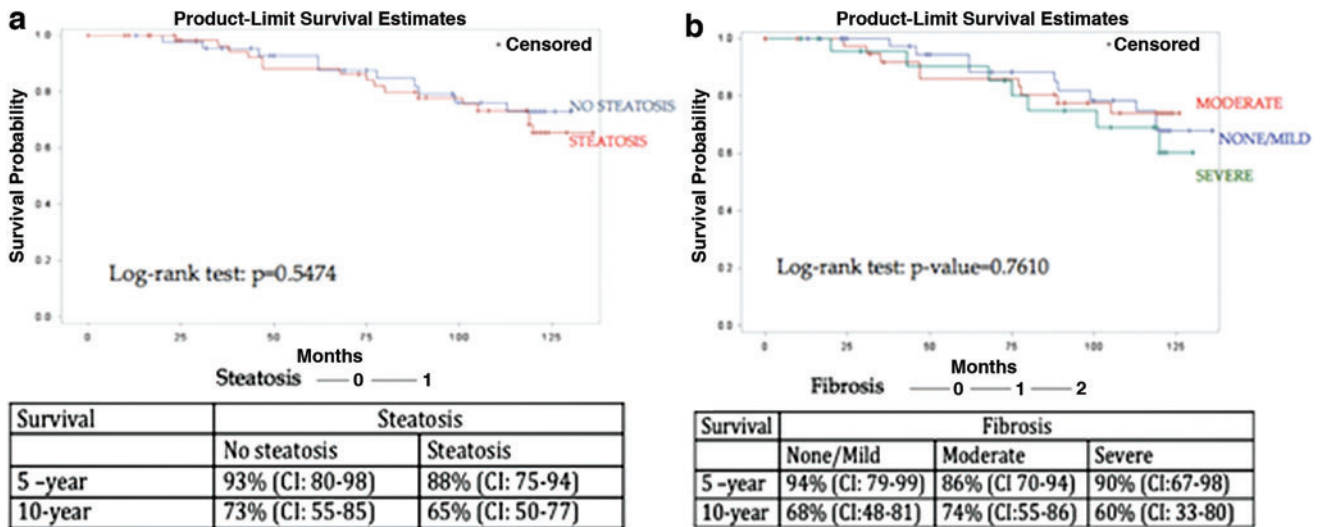 a
Product-Limit Survival Estimates
Censored
1.0
0.8
0.6
0.4
0.2
0.0
Survival Probability
NO STEATOSIS
STEATOSIS
Log-rank test: p=0.5474
0 25 50 75 100 125
Months
Steatosis 0 1
Survival Steatosis
No steatosis Steatosis
5 –year 93% (CI: 80-98) 88% (CI: 75-94)
10-year 73% (CI: 55-85) 65% (CI: 50-77)
b
Product-Limit Survival Estimates
Censored
1.0
0.8
0.6
0.4
0.2
0.0
Survival Probability
MODERATE
NONE/MILD
SEVERE
Log-rank test: p-value=0.7610
0 25 50 75 100 125
Months
Fibrosis 0 1 2
Survival Fibrosis
None/Mild Moderate Severe
5 –year 94% (CI: 79-99) 86% (CI 70-94) 90% (CI:67-98)
10-year 68% (CI:48-81) 74% (CI:55-86) 60% (CI: 33-80)